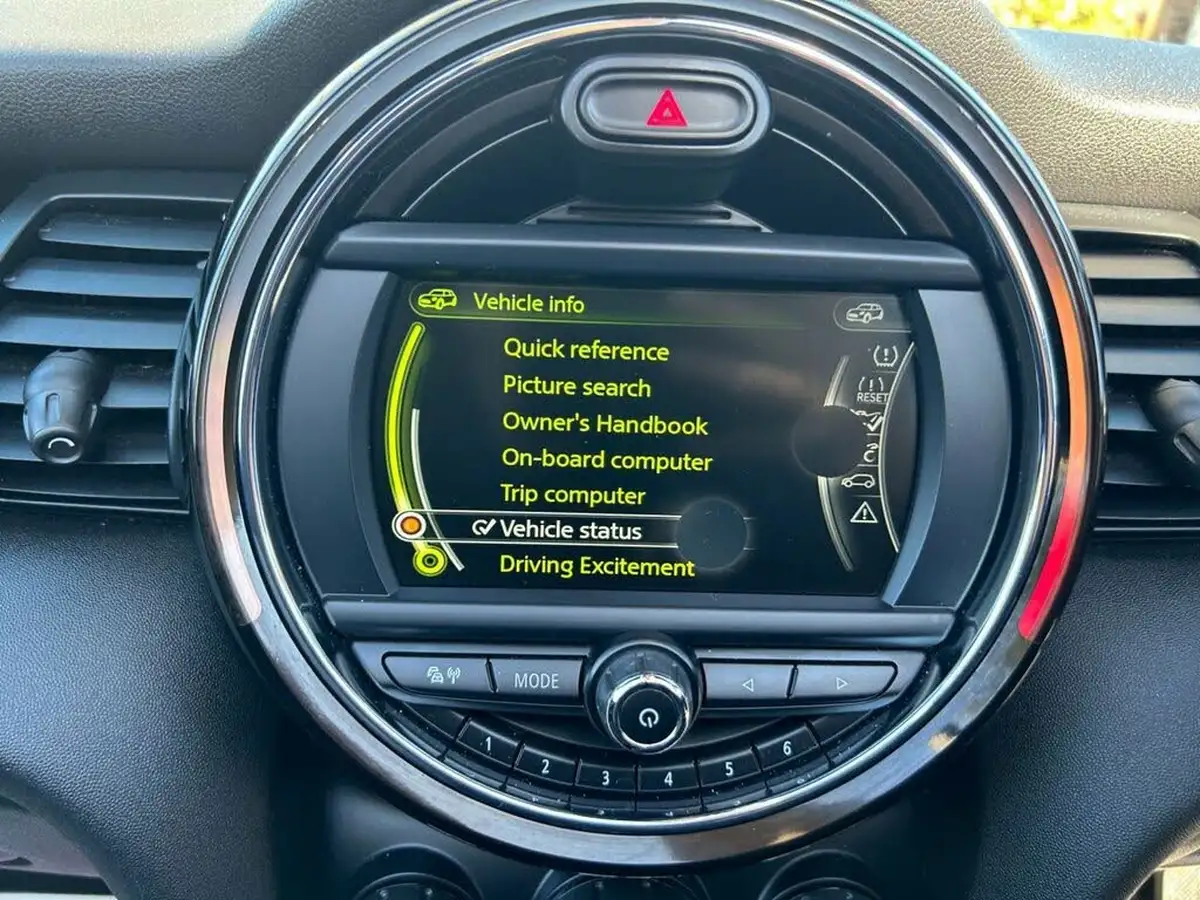 Vehicle info
Quick reference
Picture search
Owner's Handbook
RESET
On-board computer
Trip computer
Vehicle status
Driving Excitement
MODE
1
2
3
4
5
6